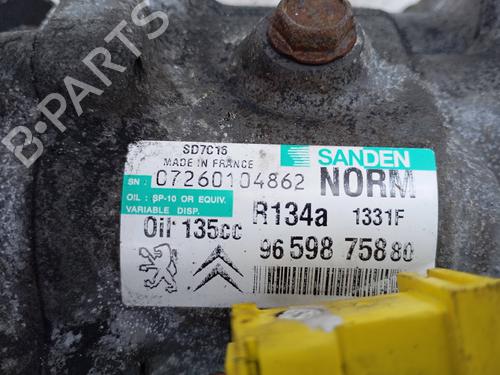 B-PARTS
SD7C16
MADE IN FRANCE
SANDEN
SN : 07260104862 NORM
OIL : SP-10 OR EQUIV.
VARIABLE DISP.
Oil 135cc R134a 1331F
96 598 758 80